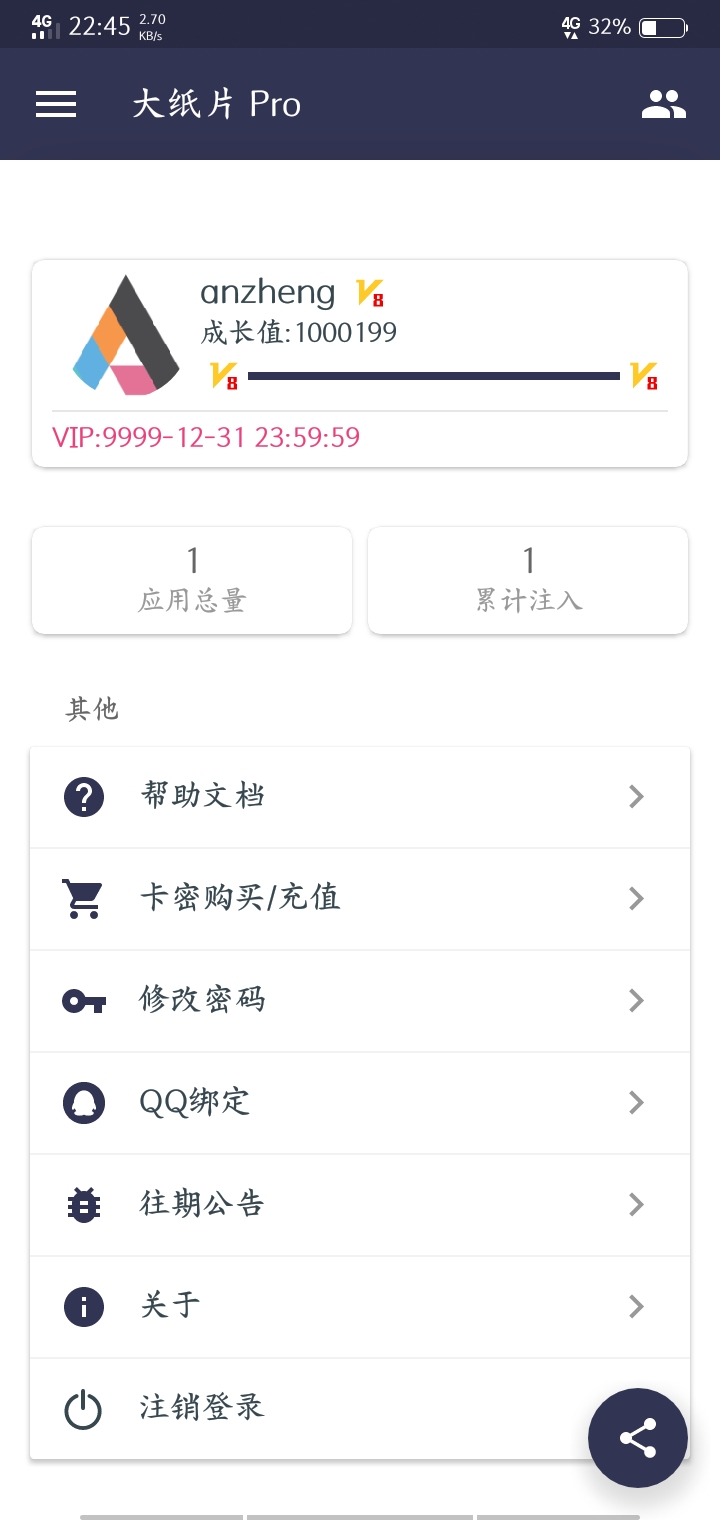 4G 22:45 2.70 KB/s 4G 32%
大纸片 Pro
anzheng V8
成长值:1000199
V8 V8
VIP:9999-12-31 23:59:59
1 1
应用总量 累计注入
其他
帮助文档
卡密购买/充值
修改密码
QQ绑定
往期公告
关于
注销登录